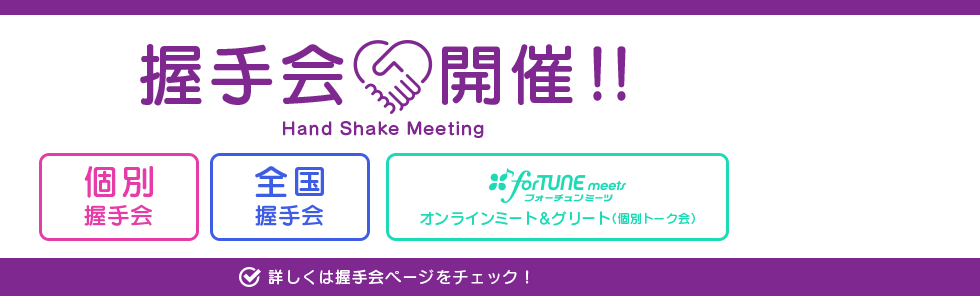 握手会 開催!!
Hand Shake Meeting
個別
握手会
全国
握手会
forTUNE meets
フォーチュンミーツ
オンラインミート&グリート(個別トーク会)
詳しくは握手会ページをチェック！